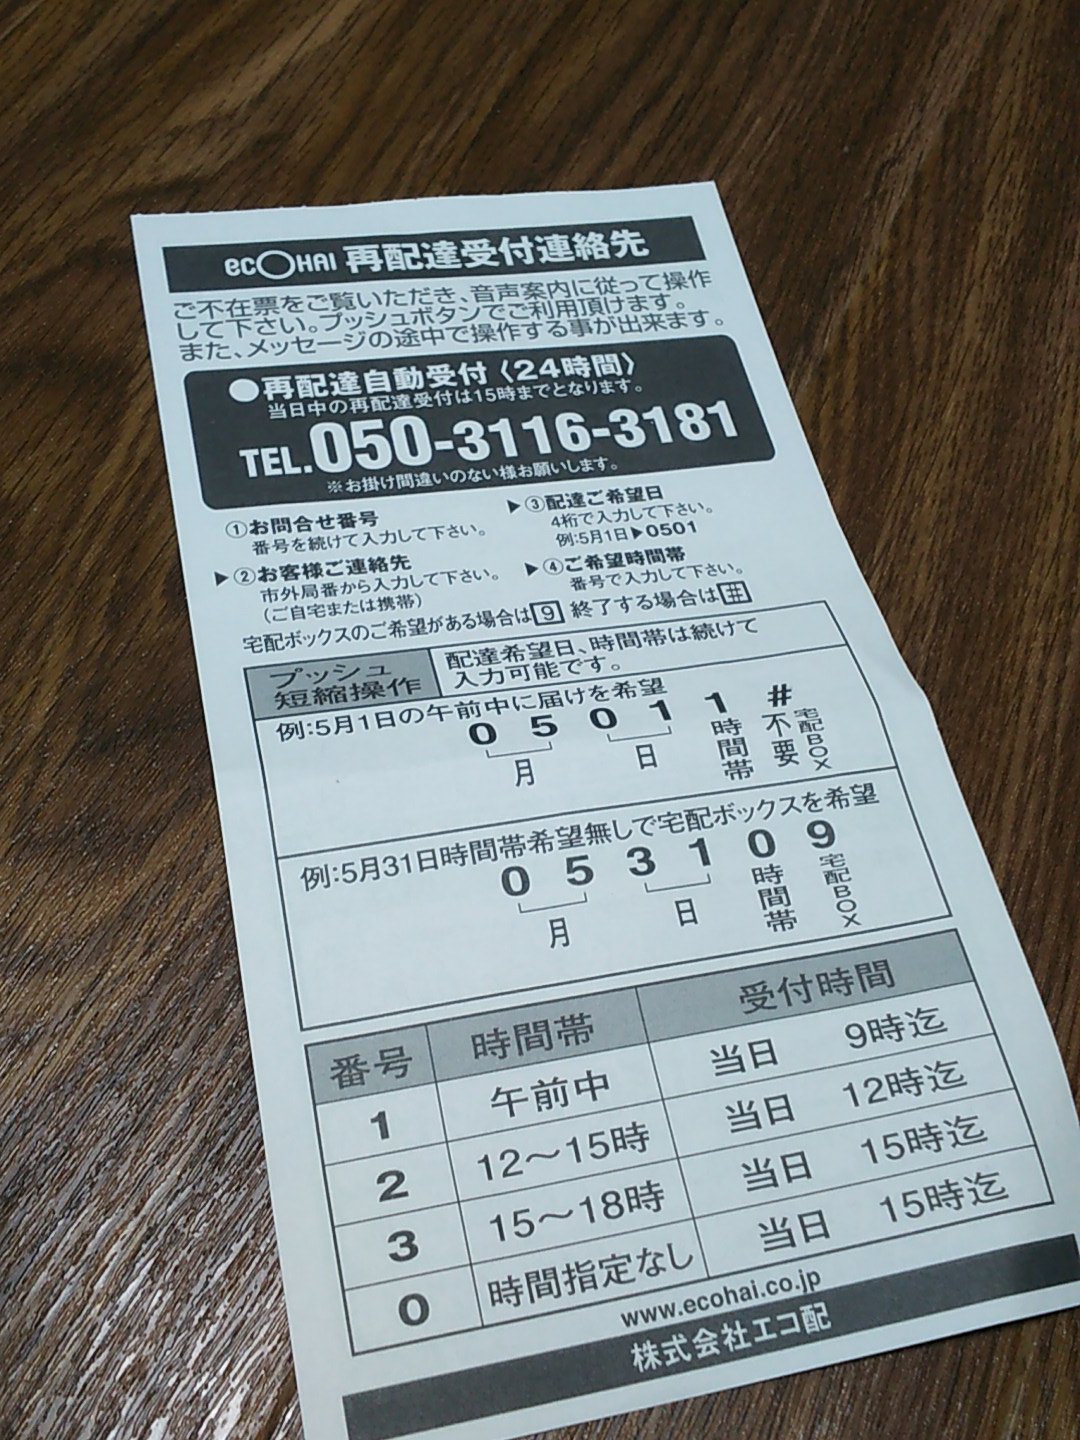 ecOHAI 再配達受付連絡先
ご不在票をご覧いただき、音声案内に従って操作
して下さい。プッシュボタンでご利用頂けます。
また、メッセージの途中で操作する事が出来ます。
●再配達自動受付〈24時間〉
当日中の再配達受付は15時までとなります。
TEL.050-3116-3181
※お掛け間違いのない様お願いします。
①お問合せ番号
番号を続けて入力して下さい。
▶②お客様ご連絡先
市外局番から入力して下さい。
(ご自宅または携帯)
▶③配達ご希望日
4桁で入力して下さい。
例:5月1日▶0501
▶④ご希望時間帯
番号で入力して下さい。
宅配ボックスのご希望がある場合は9 終了する場合は#
プッシュ
短縮操作
配達希望日、時間帯は続けて
入力可能です。
例:5月1日の午前中に届けを希望
0 5 0 1 1 #
月 日 時間帯 不要 宅配BOX
例:5月31日時間帯希望無しで宅配ボックスを希望
0 5 3 1 0 9
月 日 時間帯 宅配BOX
番号 時間帯 受付時間
1 午前中 当日 9時迄
2 12〜15時 当日 12時迄
3 15〜18時 当日 15時迄
0 時間指定なし 当日 15時迄
www.ecohai.co.jp
株式会社エコ配